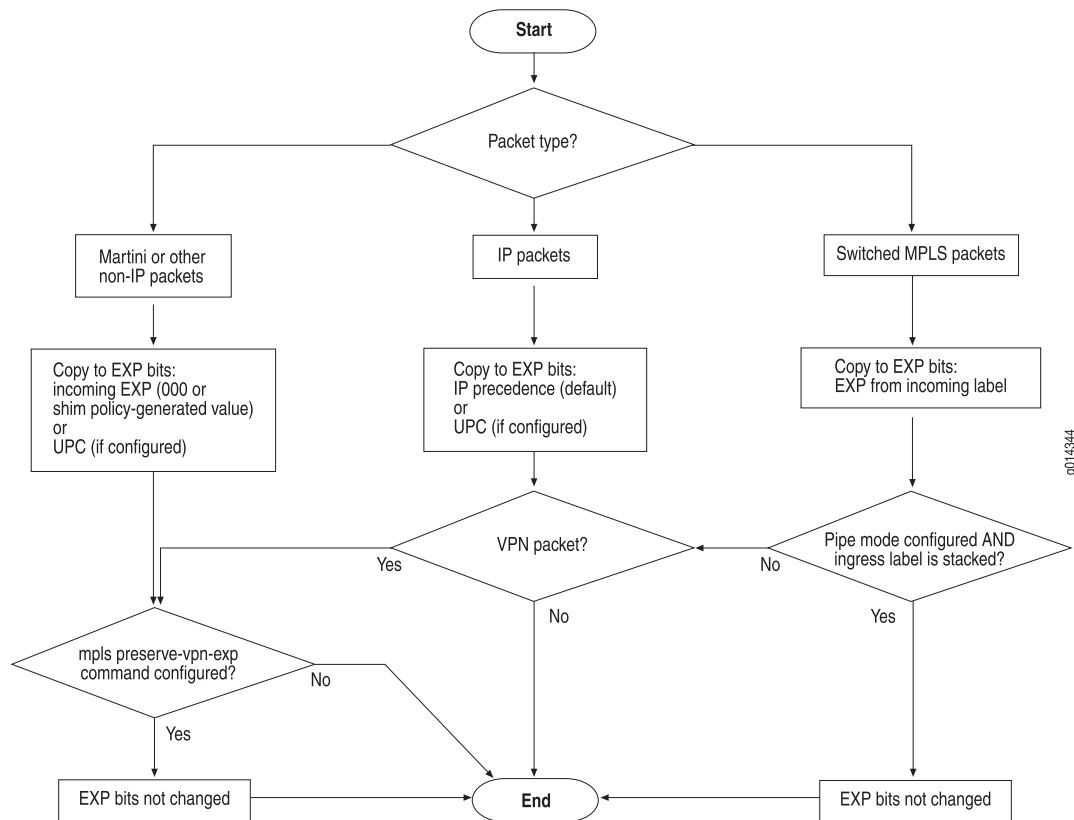 Start
Packet type?
Martini or other
non-IP packets
IP packets
Switched MPLS packets
Copy to EXP bits:
incoming EXP (000 or
shim policy-generated value)
or
UPC (if configured)
Copy to EXP bits:
IP precedence (default)
or
UPC (if configured)
Copy to EXP bits:
EXP from incoming label
g014344
VPN packet?
Pipe mode configured AND
ingress label is stacked?
Yes
No
No
Yes
mpls preserve-vpn-exp
command configured?
No
Yes
EXP bits not changed
End
EXP bits not changed